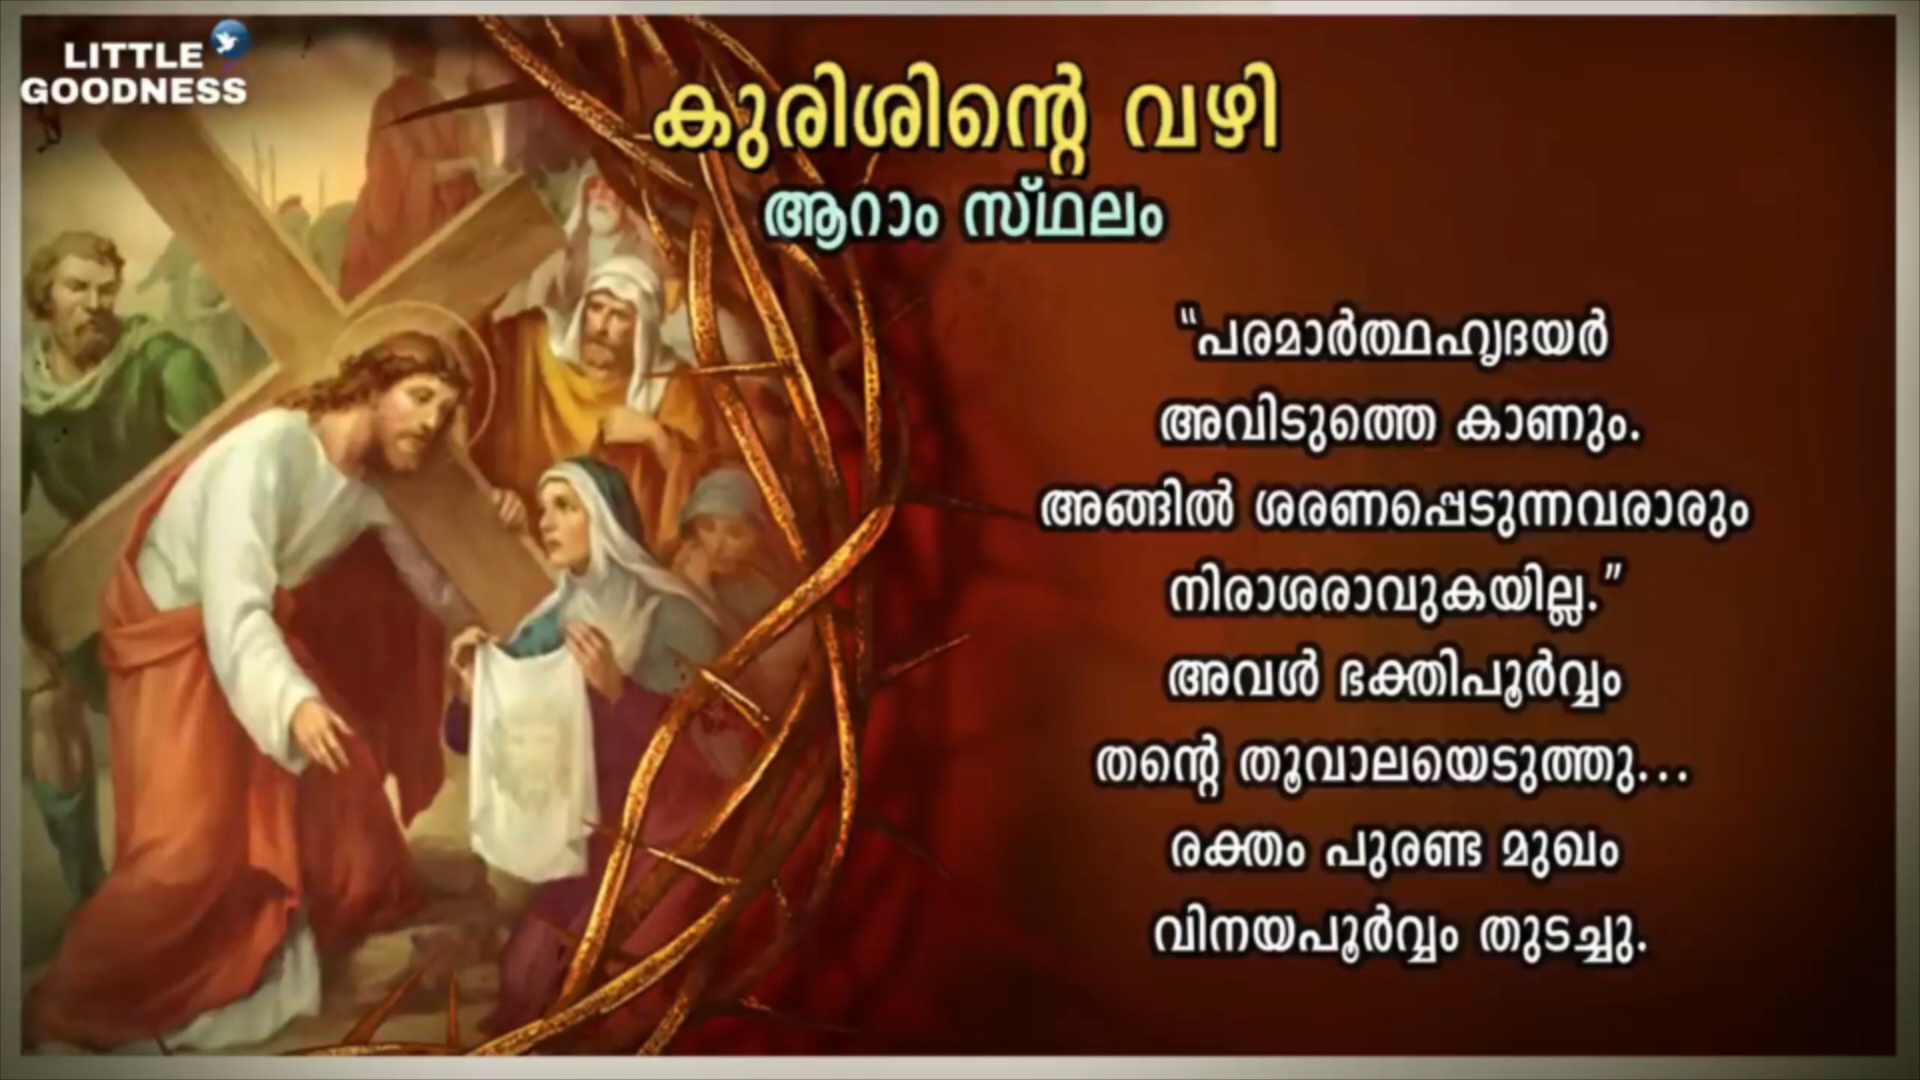 LITTLE
GOODNESS
കുരിശിന്റെ വഴി
ആറാം സ്ഥലം
“പരമാർത്ഥഹൃദയർ
അവിടുത്തെ കാണും.
അങ്ങിൽ ശരണപ്പെടുന്നവരാരും
നിരാശരാവുകയില്ല.”
അവൾ ഭക്തിപൂർവ്വം
തന്റെ തൂവാലയെടുത്തു...
രക്തം പുരണ്ട മുഖം
വിനയപൂർവ്വം തുടച്ചു.